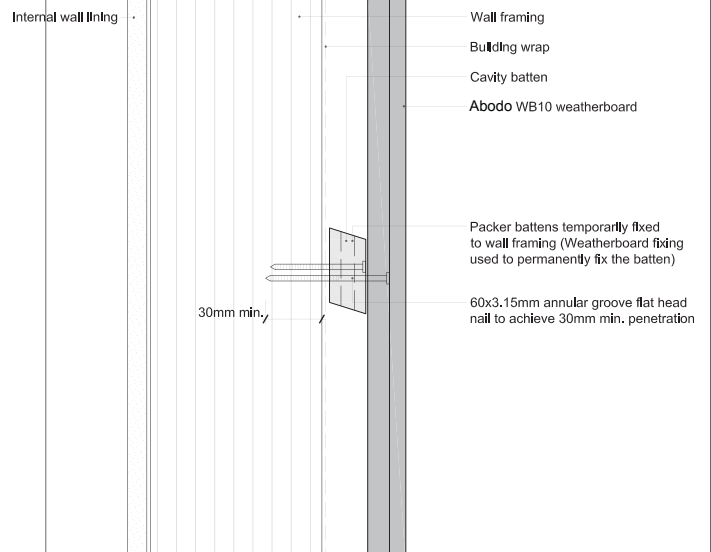 Internal wall lining
Wall framing
Building wrap
Cavity batten
Abodo WB10 weatherboard
Packer battens temporarily fixed
to wall framing (Weatherboard fixing
used to permanently fix the batten)
60x3.15mm annular groove flat head
nail to achieve 30mm min. penetration
30mm min.